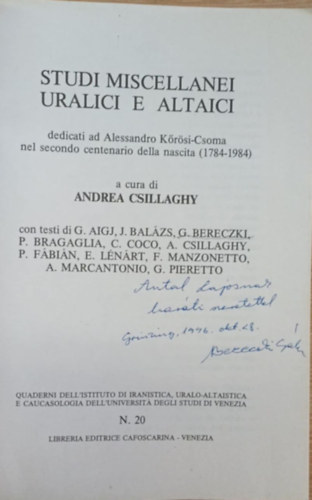 STUDI MISCELLANEI
URALICI E ALTAICI
dedicati ad Alessandro Kőrösi-Csoma
nel secondo centenario della nascita (1784-1984)
a cura di
ANDREA CSILLAGHY
con testi di G. AIGJ, J. BALÁZS, G. BERECZKI,
P. BRAGAGLIA, C. COCO, A. CSILLAGHY,
P. FÁBIÁN, E. LÉNÁRT, F. MANZONETTO,
A. MARCANTONIO, G. PIERETTO
Antal Lajosnak
baráti szeretettel
1996. okt. 28.
Bereczki Gábor
QUADERNI DELL'ISTITUTO DI IRANISTICA, URALO-ALTAISTICA
E CAUCASOLOGIA DELL'UNIVERSITÀ DEGLI STUDI DI VENEZIA
N. 20
LIBRERIA EDITRICE CAFOSCARINA - VENEZIA